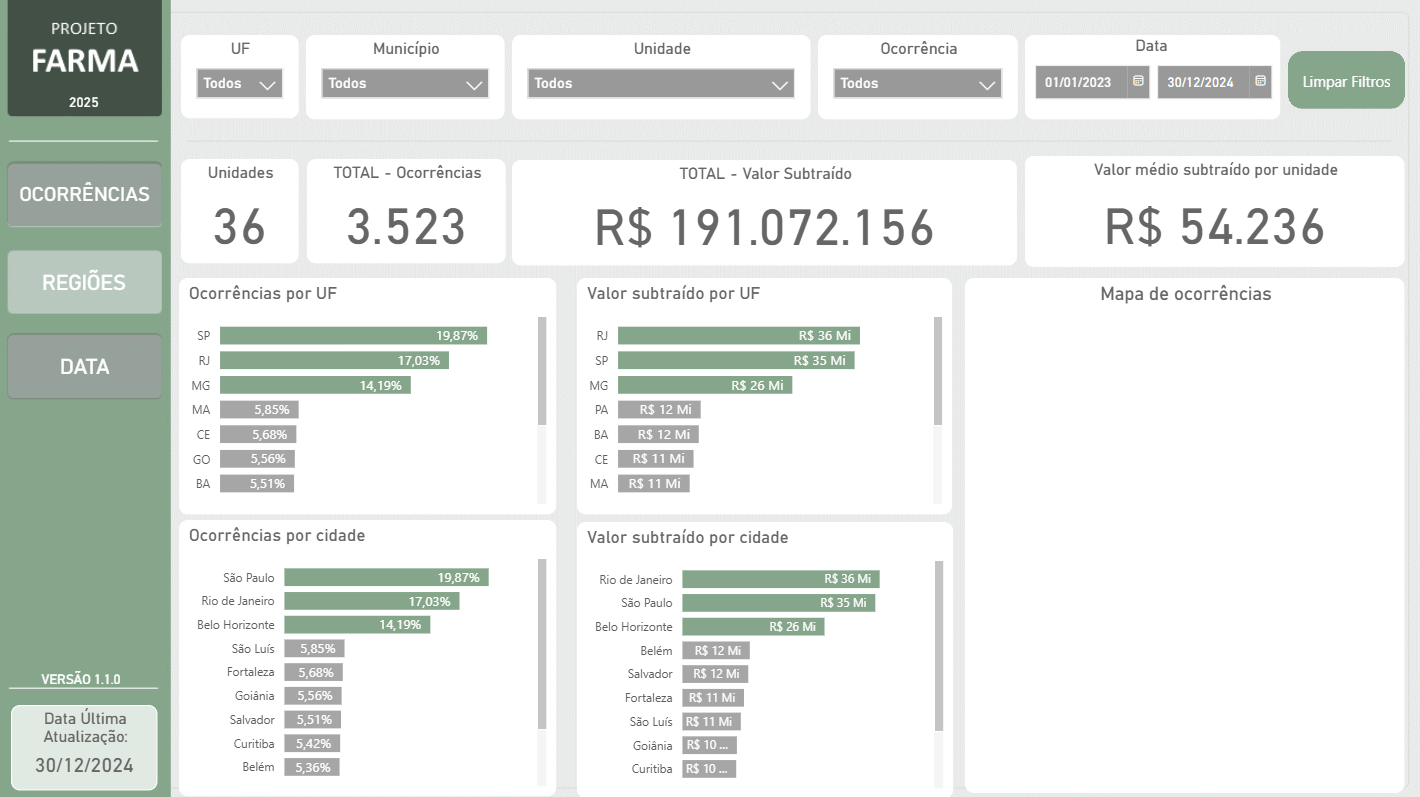 PROJETO
FARMA
2025
OCORRÊNCIAS
REGIÕES
DATA
VERSÃO 1.1.0
Data Última
Atualização:
30/12/2024
UF
Todos
Município
Todos
Unidade
Todos
Ocorrência
Todos
Data
01/01/2023
30/12/2024
Limpar Filtros
Unidades
36
TOTAL - Ocorrências
3.523
TOTAL - Valor Subtraído
R$ 191.072.156
Valor médio subtraído por unidade
R$ 54.236
Ocorrências por UF
SP 19,87%
RJ 17,03%
MG 14,19%
MA 5,85%
CE 5,68%
GO 5,56%
BA 5,51%
Valor subtraído por UF
RJ R$ 36 Mi
SP R$ 35 Mi
MG R$ 26 Mi
PA R$ 12 Mi
BA R$ 12 Mi
CE R$ 11 Mi
MA R$ 11 Mi
Mapa de ocorrências
Ocorrências por cidade
São Paulo 19,87%
Rio de Janeiro 17,03%
Belo Horizonte 14,19%
São Luís 5,85%
Fortaleza 5,68%
Goiânia 5,56%
Salvador 5,51%
Curitiba 5,42%
Belém 5,36%
Valor subtraído por cidade
Rio de Janeiro R$ 36 Mi
São Paulo R$ 35 Mi
Belo Horizonte R$ 26 Mi
Belém R$ 12 Mi
Salvador R$ 12 Mi
Fortaleza R$ 11 Mi
São Luís R$ 11 Mi
Goiânia R$ 10 ...
Curitiba R$ 10 ...